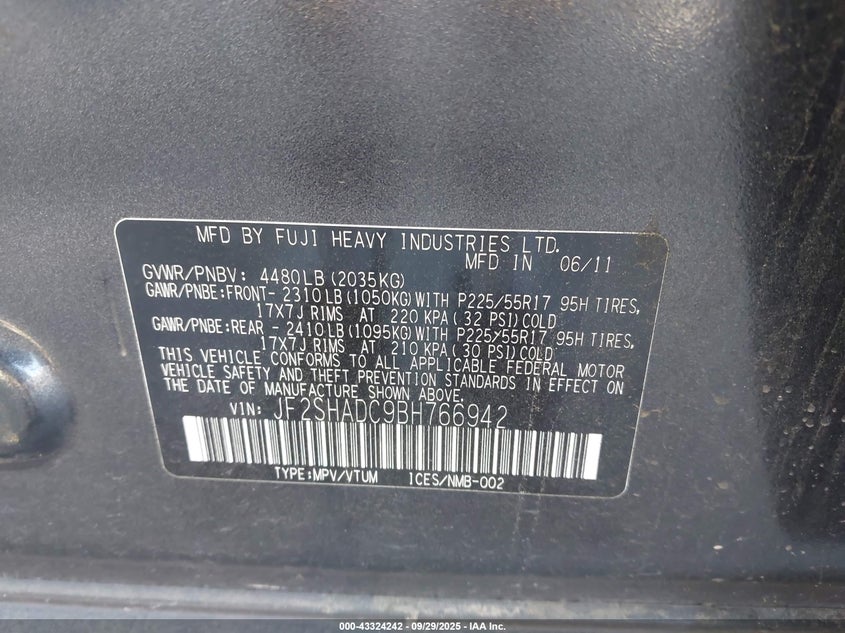 MFD BY FUJI HEAVY INDUSTRIES LTD.
MFD IN 06/11
GVWR/PNBV: 4480LB (2035KG)
GAWR/PNBE:FRONT- 2310LB(1050KG)WITH P225/55R17 95H TIRES,
17X7J RIMS AT 220 KPA(32 PSI)COLD
GAWR/PNBE:REAR - 2410LB(1095KG)WITH P225/55R17 95H TIRES,
17X7J RIMS AT 210 KPA(30 PSI)COLD
THIS VEHICLE CONFORMS TO ALL APPLICABLE FEDERAL MOTOR
VEHICLE SAFETY AND THEFT PREVENTION STANDARDS IN EFFECT ON
THE DATE OF MANUFACTURE SHOWN ABOVE.
VIN: JF2SHADC9BH766942
TYPE:MPV/VTUM ICES/NMB-002
000-43324242 - 09/29/2025 - IAA Inc.